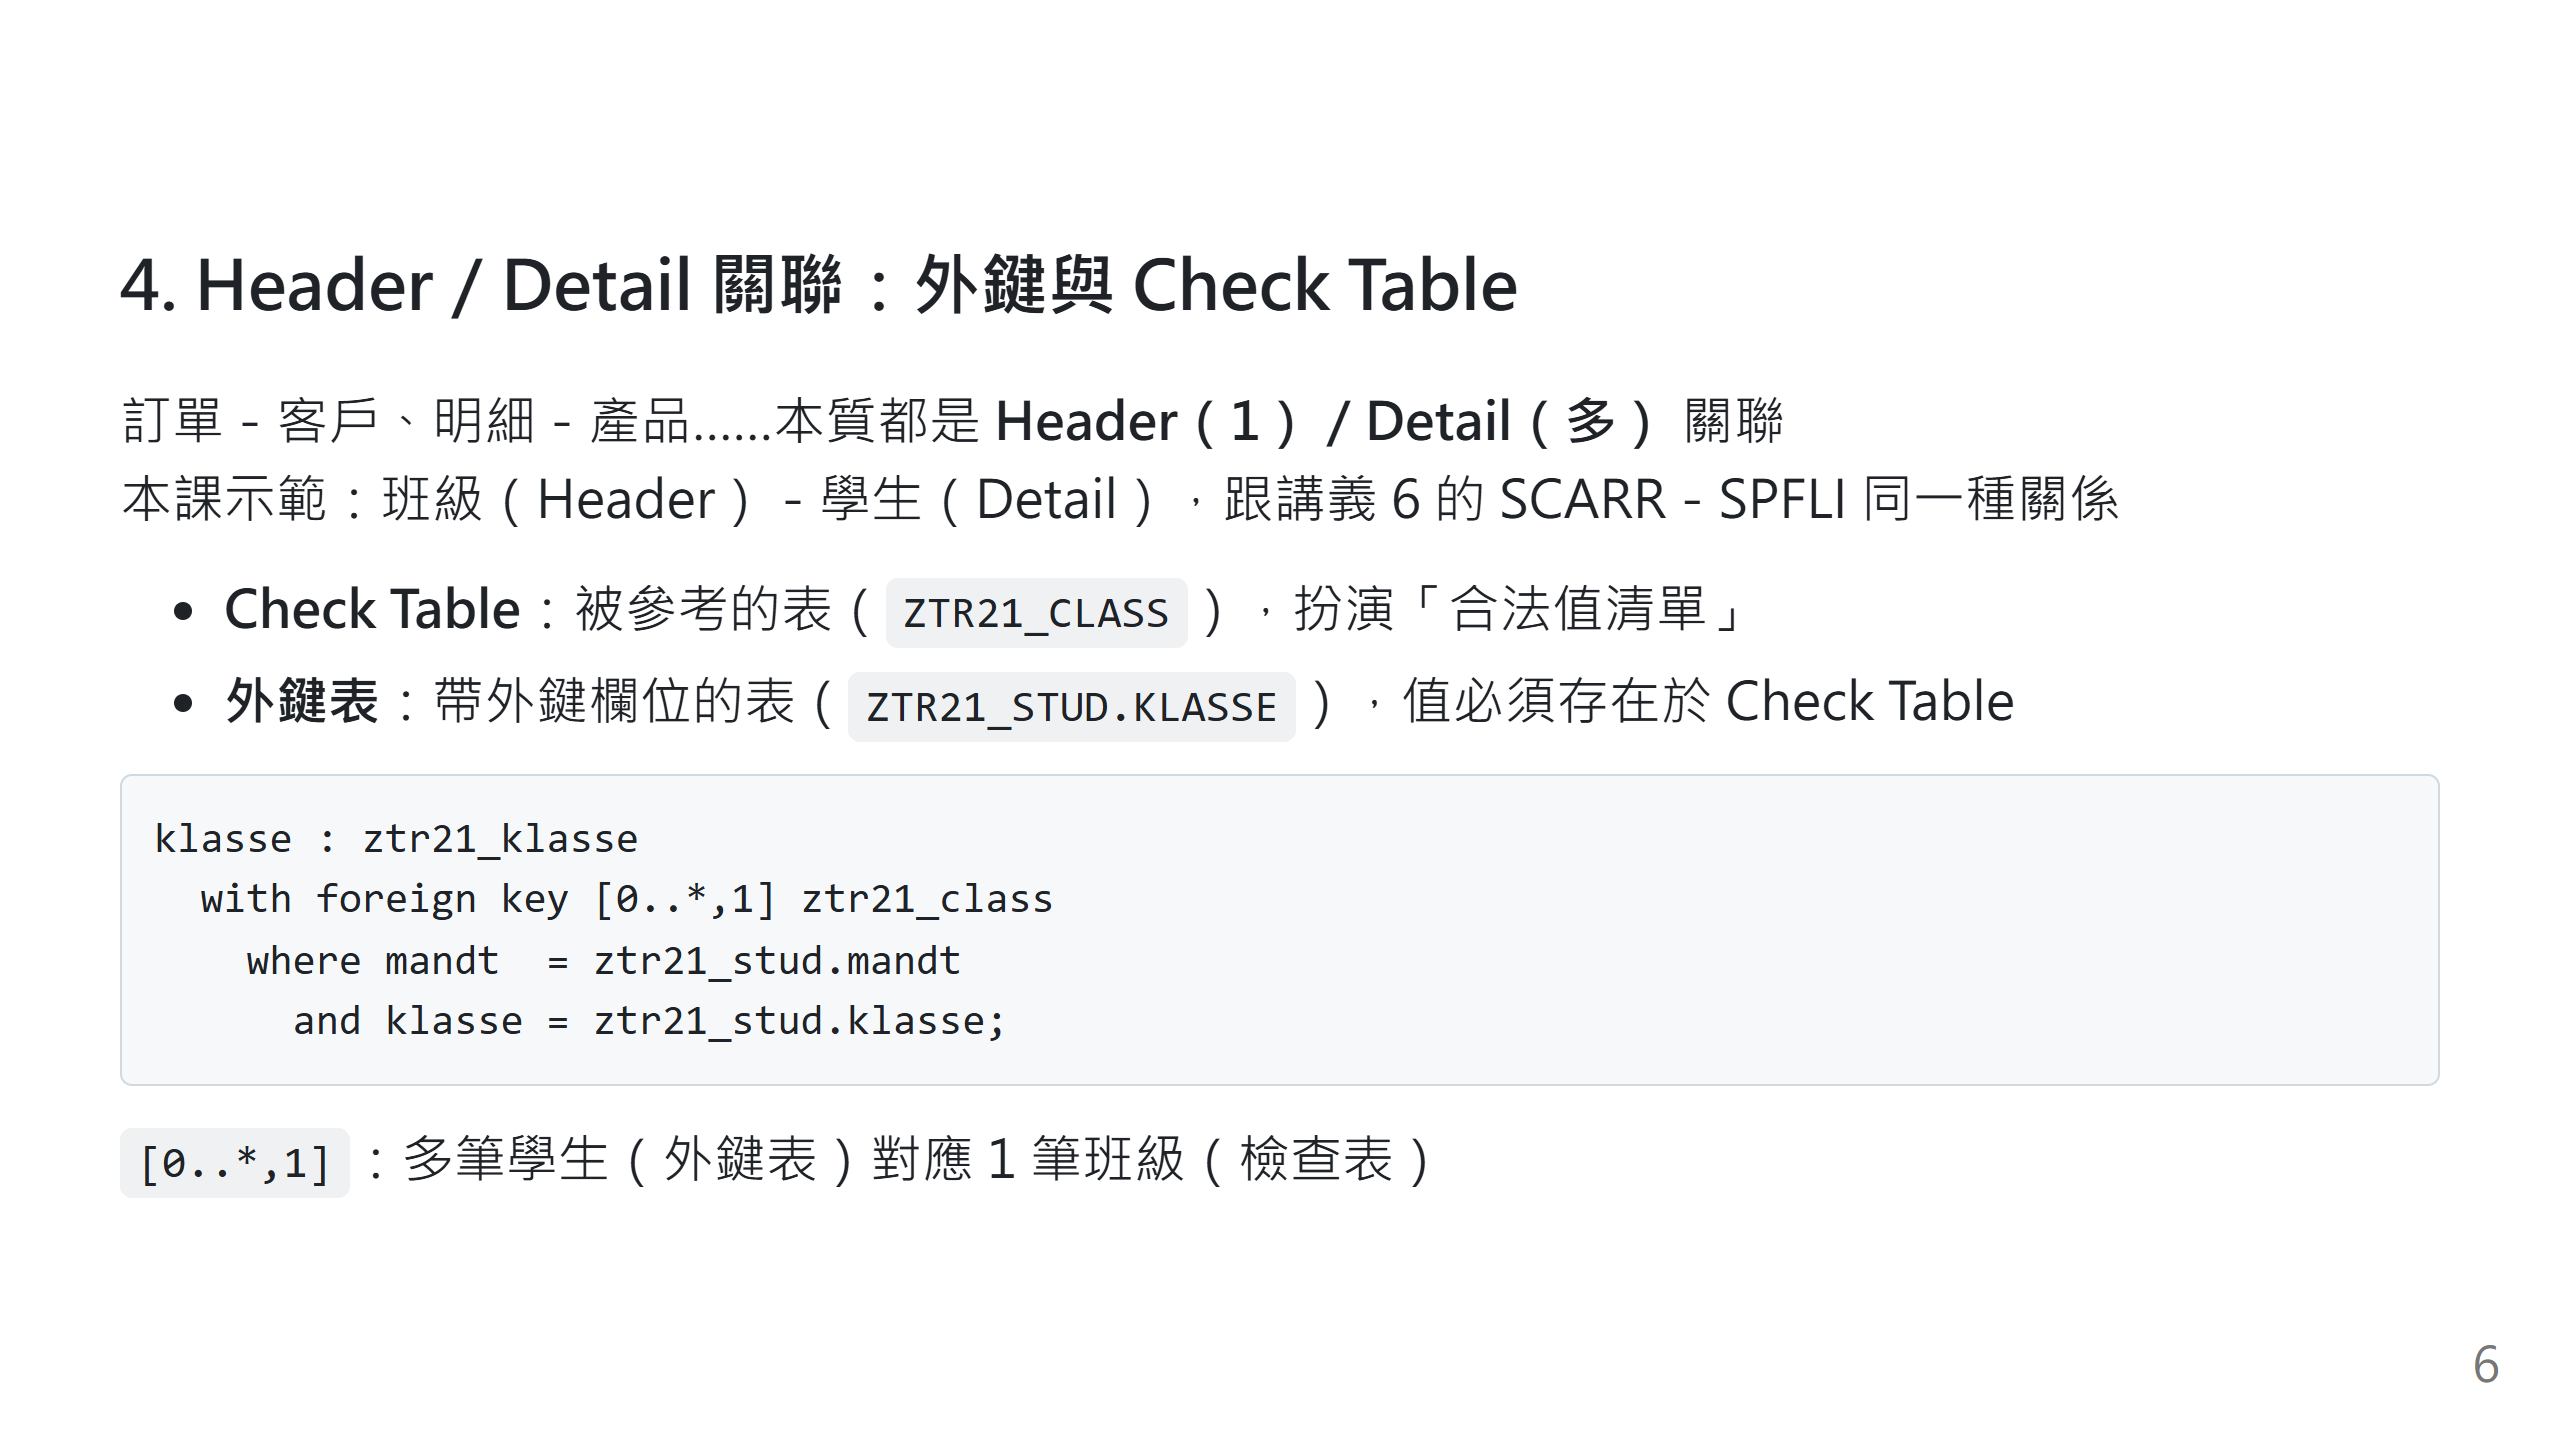 4. Header / Detail 關聯：外鍵與 Check Table
訂單 - 客戶、明細 - 產品……本質都是 Header（1） / Detail（多） 關聯
本課示範：班級（Header） - 學生（Detail），跟講義 6 的 SCARR - SPFLI 同一種關係
• Check Table：被參考的表（ ZTR21_CLASS ），扮演「合法值清單」
• 外鍵表：帶外鍵欄位的表（ ZTR21_STUD.KLASSE ），值必須存在於 Check Table
klasse : ztr21_klasse
  with foreign key [0..*,1] ztr21_class
    where mandt  = ztr21_stud.mandt
      and klasse = ztr21_stud.klasse;
[0..*,1] ：多筆學生（外鍵表）對應 1 筆班級（檢查表）
6